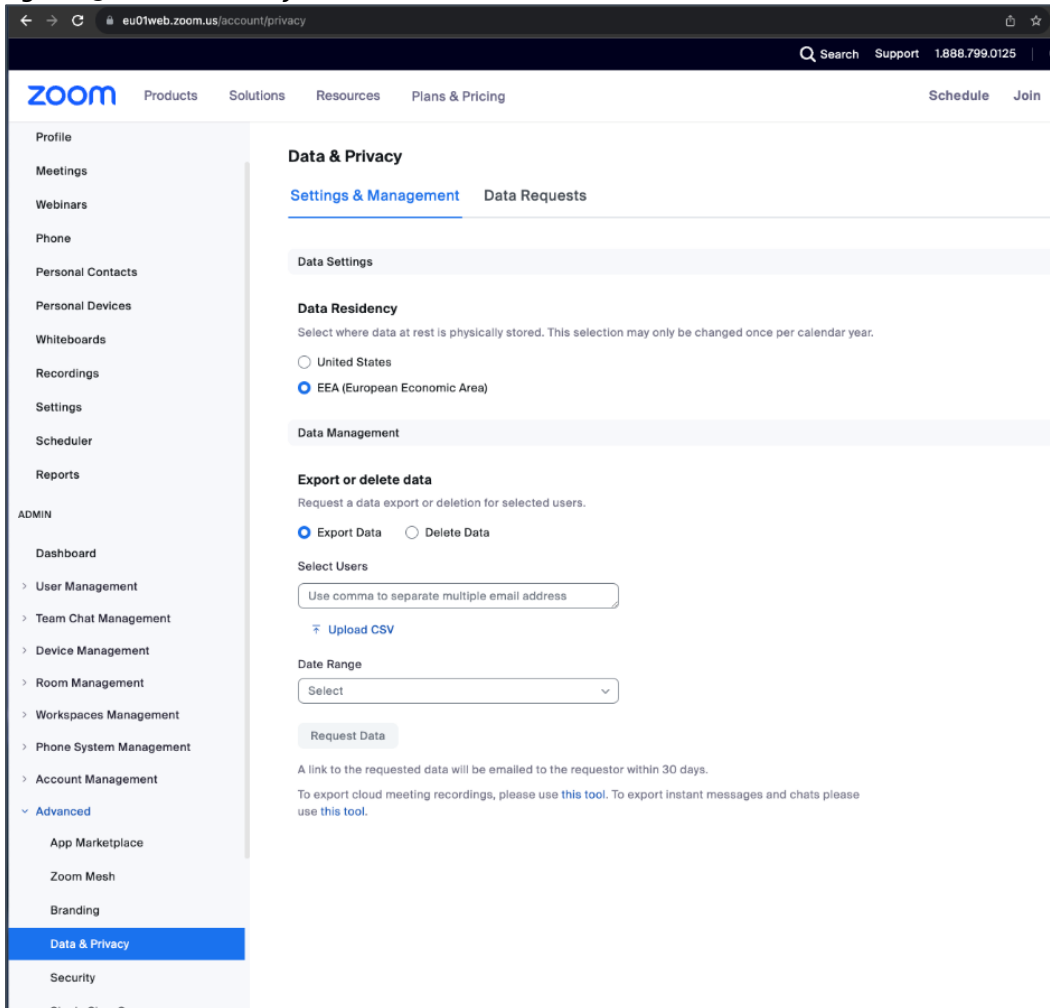 eu01web.zoom.us/account/privacy
Search Support 1.888.799.0125
zoom Products Solutions Resources Plans & Pricing Schedule Join
Profile
Meetings
Webinars
Phone
Personal Contacts
Personal Devices
Whiteboards
Recordings
Settings
Scheduler
Reports
ADMIN
Dashboard
User Management
Team Chat Management
Device Management
Room Management
Workspaces Management
Phone System Management
Account Management
Advanced
App Marketplace
Zoom Mesh
Branding
Data & Privacy
Security
Data & Privacy
Settings & Management Data Requests
Data Settings
Data Residency
Select where data at rest is physically stored. This selection may only be changed once per calendar year.
United States
EEA (European Economic Area)
Data Management
Export or delete data
Request a data export or deletion for selected users.
Export Data Delete Data
Select Users
Use comma to separate multiple email address
Upload CSV
Date Range
Select
Request Data
A link to the requested data will be emailed to the requestor within 30 days.
To export cloud meeting recordings, please use this tool. To export instant messages and chats please
use this tool.